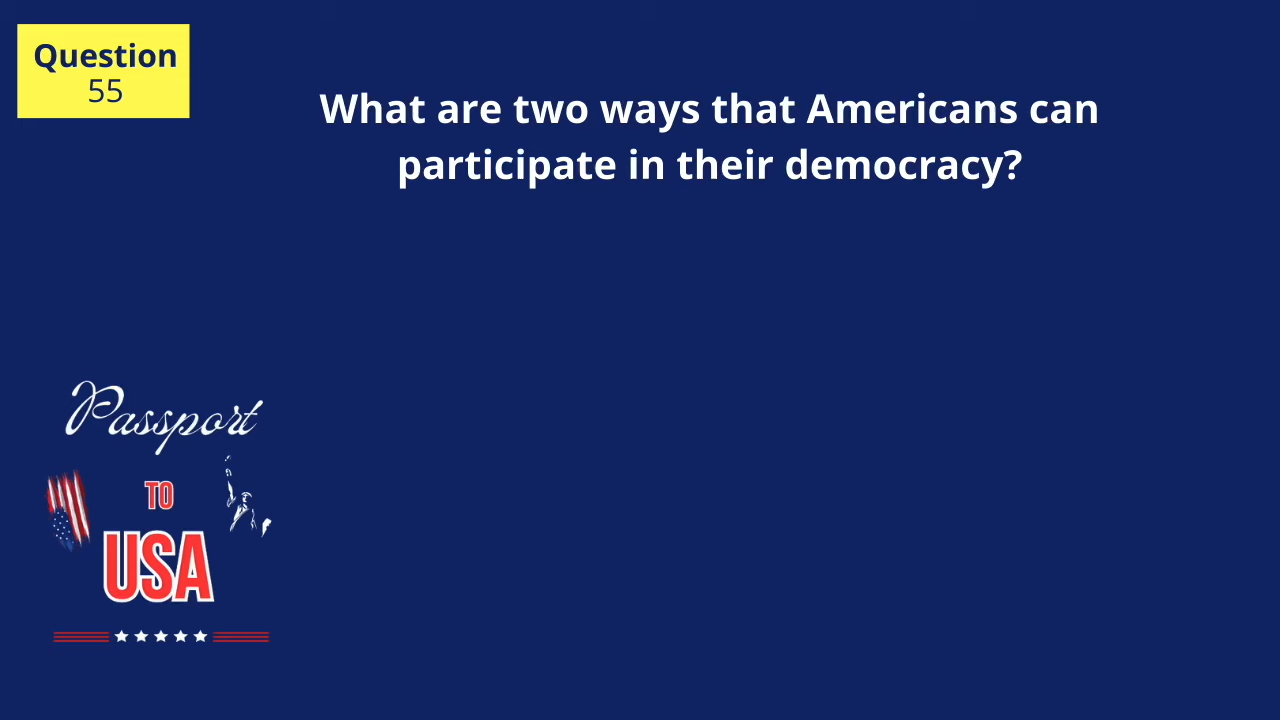 Question
55
What are two ways that Americans can
participate in their democracy?
Passport
TO
USA